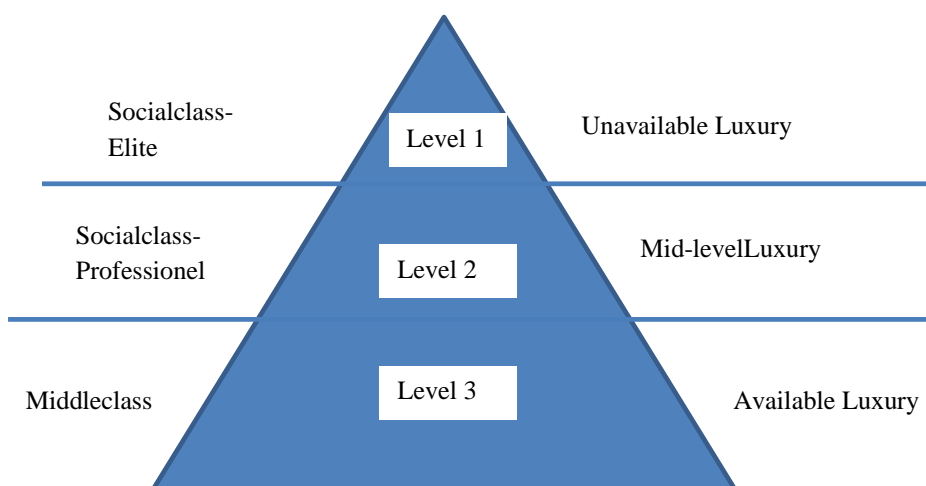 Socialclass-
Elite
Level 1
Unavailable Luxury
Socialclass-
Professionel
Level 2
Mid-levelLuxury
Middleclass
Level 3
Available Luxury